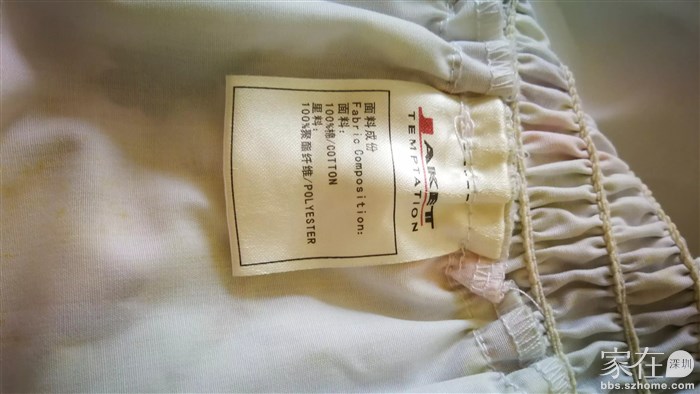 TEMPTATION
面料成份
Fabric Composition:
面料:
100%棉/COTTON
里料:
100%聚酯纤维/POLYESTER
家在深圳
bbs.szhome.com